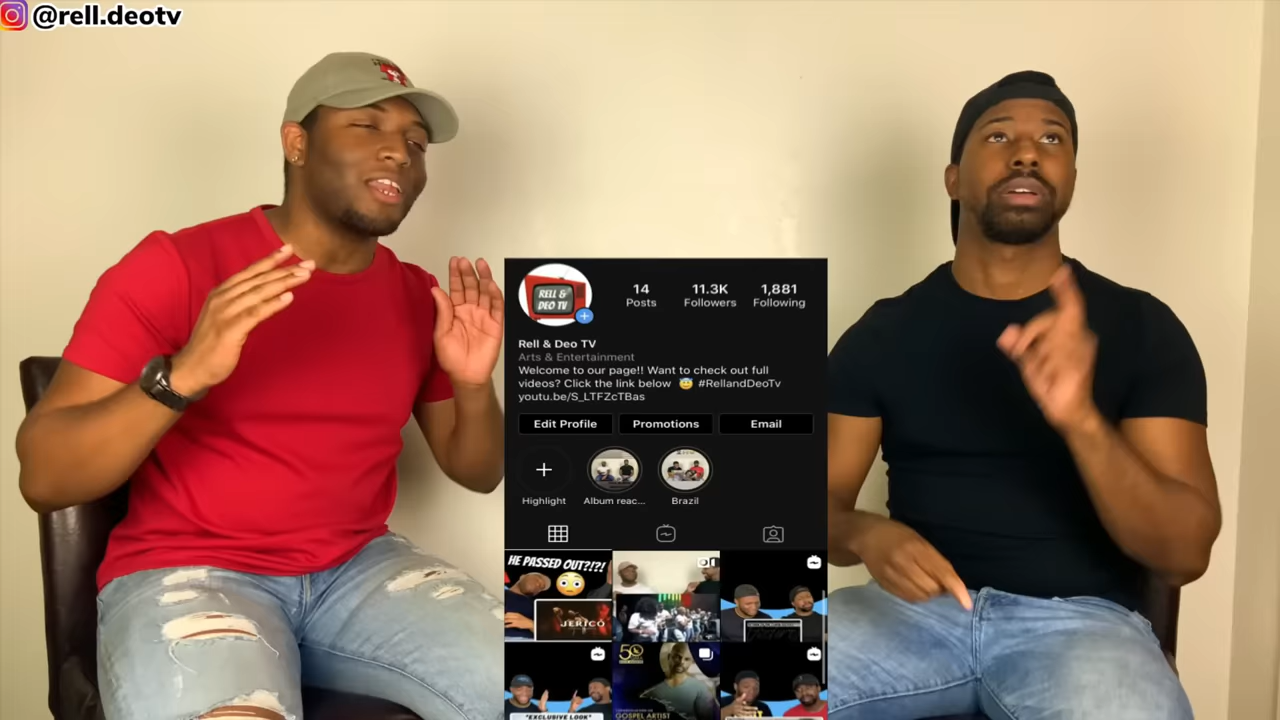 @rell.deotv
RELL &
DEO TV
14
Posts
11.3K
Followers
1,881
Following
Rell & Deo TV
Arts & Entertainment
Welcome to our page!! Want to check out full
videos? Click the link below 😇 #RellandDeoTv
youtu.be/S_LTFZcTBas
Edit Profile
Promotions
Email
Highlight
Album reac...
Brazil
HE PASSED OUT?!?!
JERICO
50
"EXCLUSIVE LOOK"
GOSPEL ARTIST